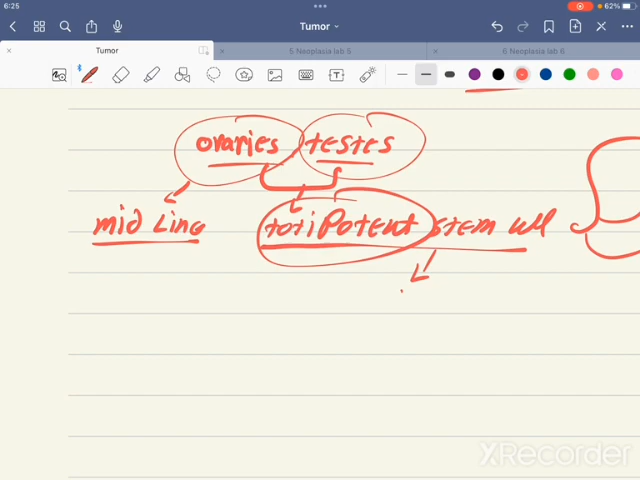 6:25
62%
Tumor
Tumor
5 Neoplasia lab 5
6 Neoplasia lab 6
ovaries testes
mid Line totipotent stem cell
XRecorder